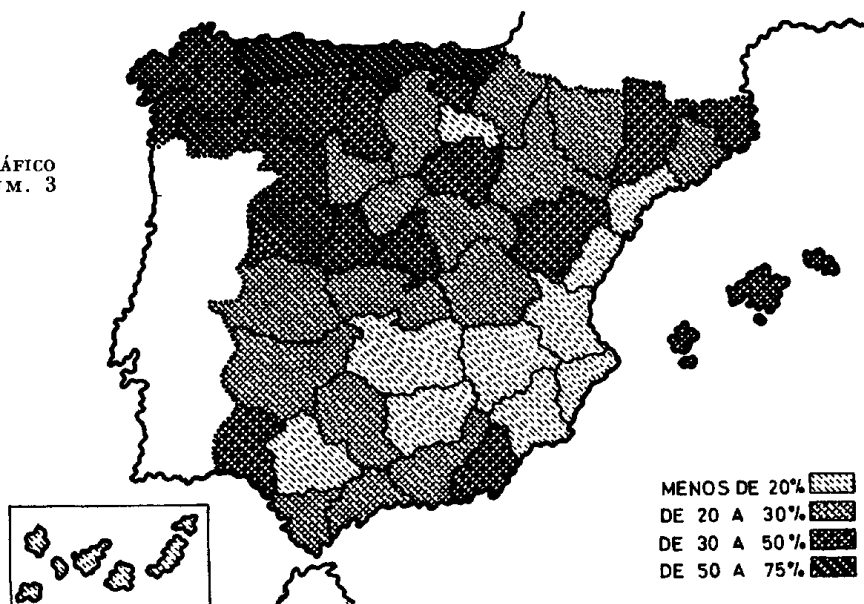 ÁFICO
M. 3
MENOS DE 20%
DE 20 A 30%
DE 30 A 50%
DE 50 A 75%